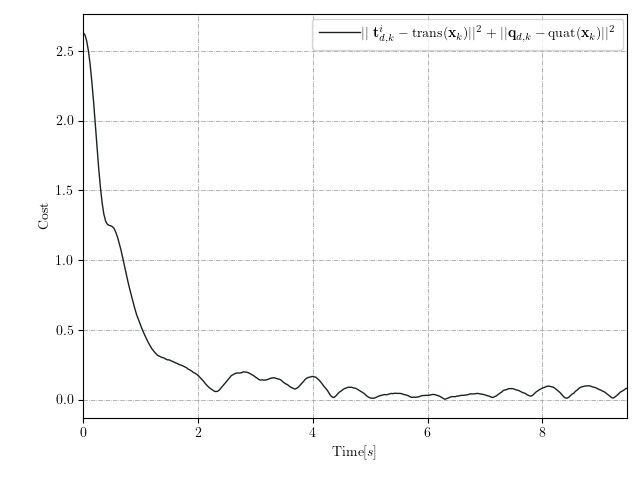 || t^i_{d,k} − trans(x_k)||² + ||q_{d,k} − quat(x_k)||²
2.5
2.0
1.5
1.0
0.5
0.0
Cost
0 2 4 6 8
Time[s]